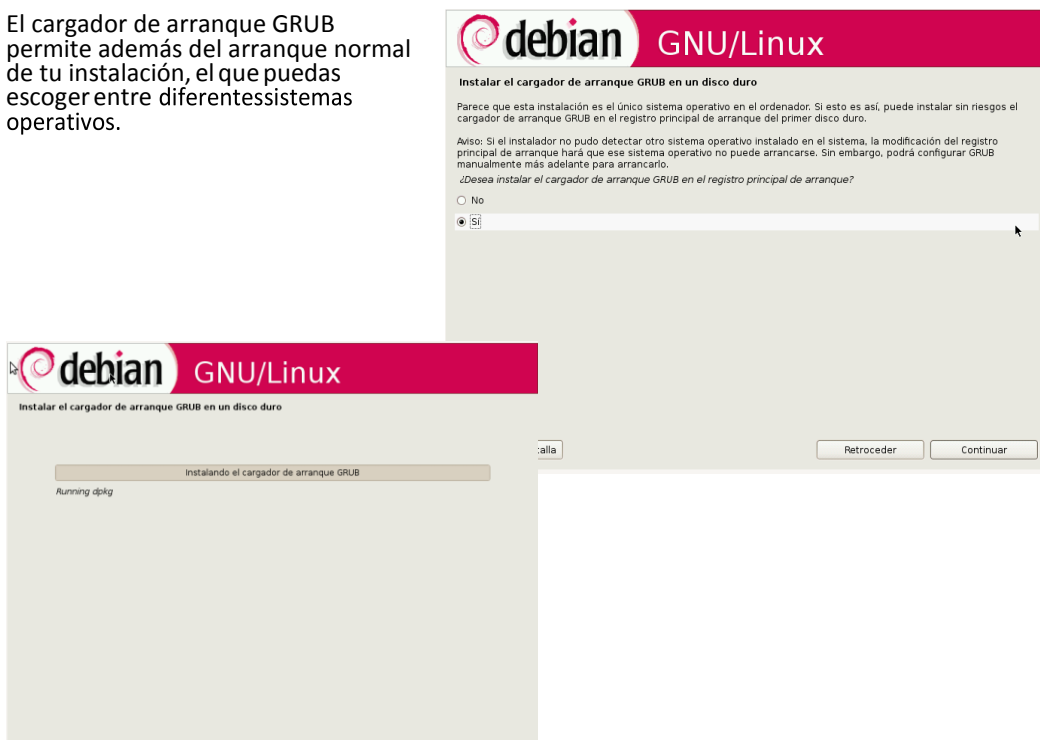 El cargador de arranque GRUB
permite además del arranque normal
de tu instalación, el que puedas
escoger entre diferentessistemas
operativos.
debian GNU/Linux
Instalar el cargador de arranque GRUB en un disco duro
Parece que esta instalación es el único sistema operativo en el ordenador. Si esto es así, puede instalar sin riesgos el
cargador de arranque GRUB en el registro principal de arranque del primer disco duro.
Aviso: Si el instalador no pudo detectar otro sistema operativo instalado en el sistema, la modificación del registro
principal de arranque hará que ese sistema operativo no puede arrancarse. Sin embargo, podrá configurar GRUB
manualmente más adelante para arrancarlo.
¿Desea instalar el cargador de arranque GRUB en el registro principal de arranque?
No
Sí
talla
Retroceder
Continuar
debian GNU/Linux
Instalar el cargador de arranque GRUB en un disco duro
Instalando el cargador de arranque GRUB
Running dpkg